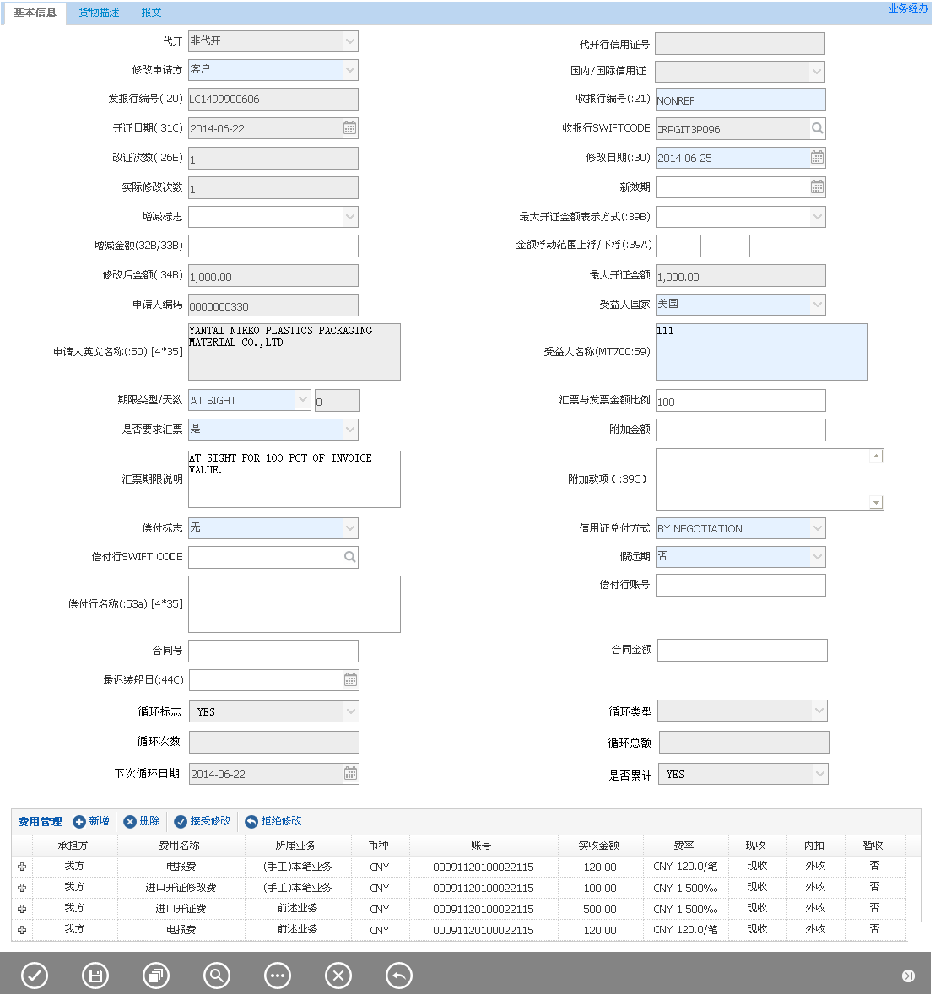 基本信息 货物描述 报文 业务经办
代开 非代开 代开行信用证号
修改申请方 客户 国内/国际信用证
发报行编号(:20) LC1499900606 收报行编号(:21) NONREF
开证日期(:31C) 2014-06-22 收报行SWIFTCODE CRPGIT3P096
改证次数(:26E) 1 修改日期(:30) 2014-06-25
实际修改次数 1 新效期
增减标志 最大开证金额表示方式(:39B)
增减金额(32B/33B) 金额浮动范围上浮/下浮(:39A)
修改后金额(:34B) 1,000.00 最大开证金额 1,000.00
申请人编码 0000000330 受益人国家 美国
申请人英文名称(:50) [4*35] YANTAI NIKKO PLASTICS PACKAGING
MATERIAL CO.,LTD
受益人名称(MT700:59) 111
期限类型/天数 AT SIGHT 0 汇票与发票金额比例 100
是否要求汇票 是 附加金额
汇票期限说明 AT SIGHT FOR 100 PCT OF INVOICE
VALUE.
附加款项（:39C）
偿付标志 无 信用证兑付方式 BY NEGOTIATION
偿付行SWIFT CODE 假远期 否
偿付行名称(:53a) [4*35] 偿付行账号
合同号 合同金额
最迟装船日(:44C)
循环标志 YES 循环类型
循环次数 循环总额
下次循环日期 2014-06-22 是否累计 YES
费用管理 新增 删除 接受修改 拒绝修改
承担方 费用名称 所属业务 币种 账号 实收金额 费率 现收 内扣 暂收
我方 电报费 (手工)本笔业务 CNY 00091120100022115 120.00 CNY 120.0/笔 现收 外收 否
我方 进口开证修改费 (手工)本笔业务 CNY 00091120100022115 100.00 CNY 1.500‰ 现收 外收 否
我方 进口开证费 前述业务 CNY 00091120100022115 500.00 CNY 1.500‰ 现收 外收 否
我方 电报费 前述业务 CNY 00091120100022115 120.00 CNY 120.0/笔 现收 外收 否